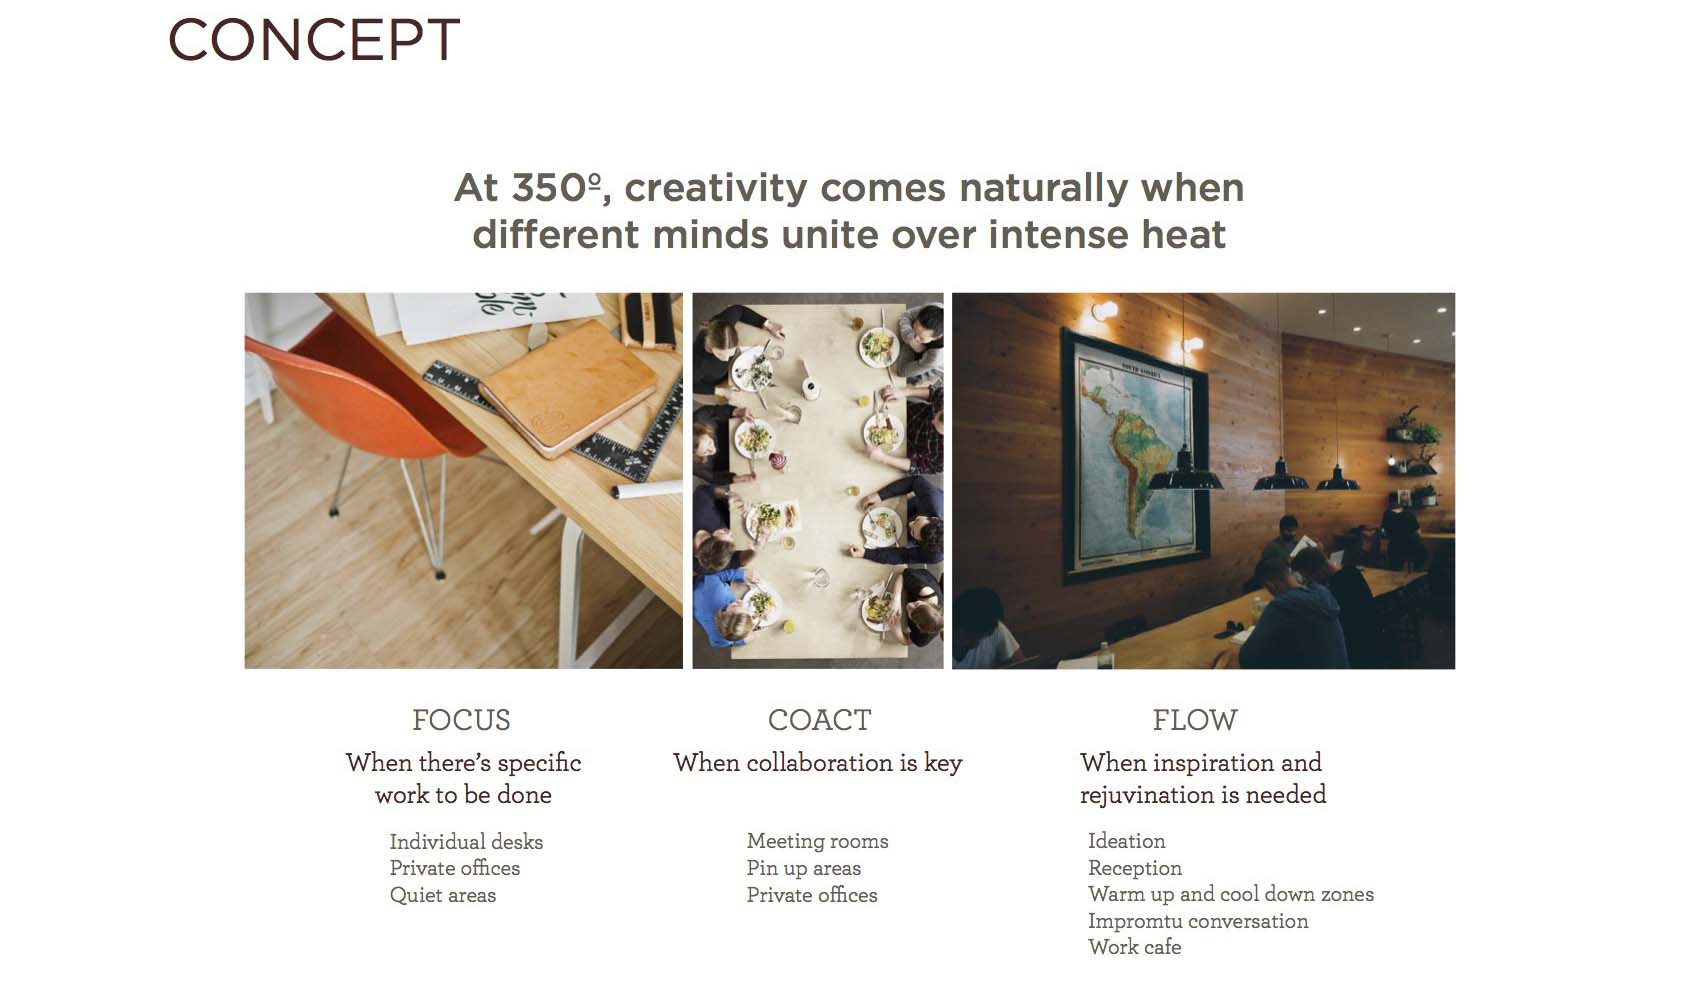 CONCEPT
At 350º, creativity comes naturally when
different minds unite over intense heat
SOUTH AMERICA
FOCUS
When there's specific
work to be done
Individual desks
Private offices
Quiet areas
COACT
When collaboration is key
Meeting rooms
Pin up areas
Private offices
FLOW
When inspiration and
rejuvination is needed
Ideation
Reception
Warm up and cool down zones
Impromtu conversation
Work cafe